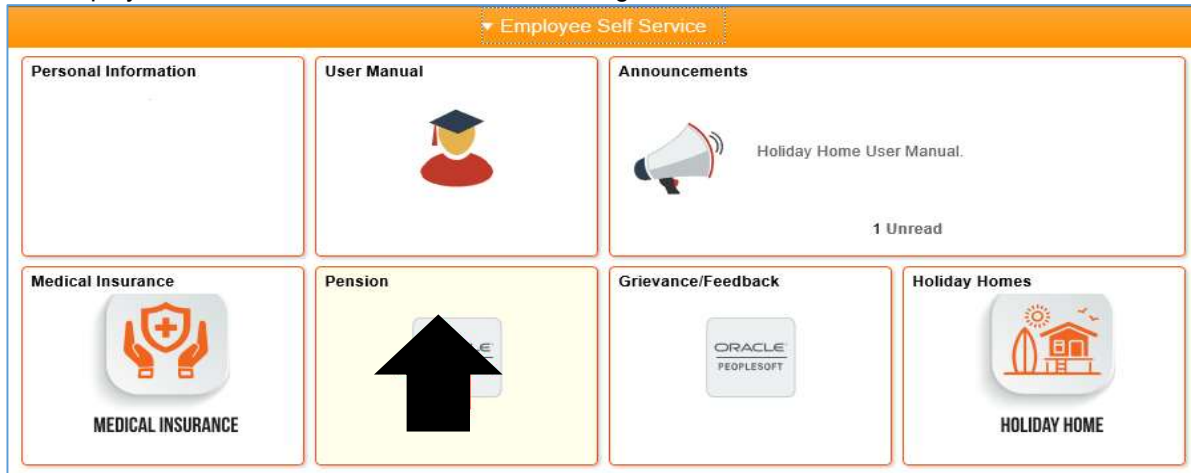 Employee Self Service
Personal Information
User Manual
Announcements
Holiday Home User Manual.
1 Unread
Medical Insurance
MEDICAL INSURANCE
Pension
Grievance/Feedback
ORACLE
PEOPLESOFT
Holiday Homes
HOLIDAY HOME